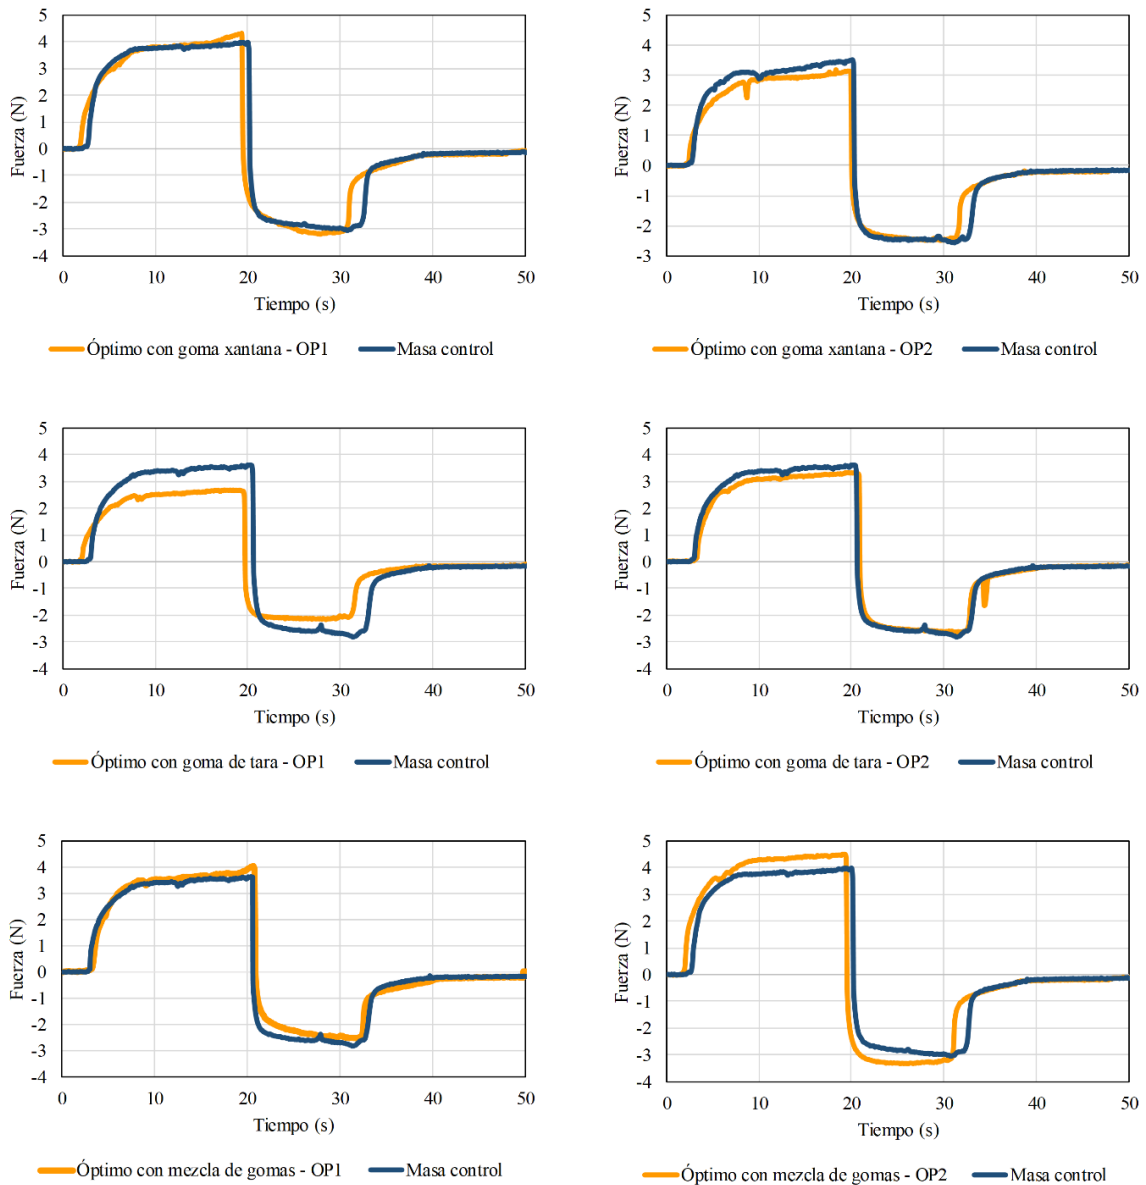 5
4
3
2
1
0
-1
-2
-3
-4
Fuerza (N)
0 10 20 30 40 50
Tiempo (s)
Óptimo con goma xantana - OP1 Masa control
5
4
3
2
1
0
-1
-2
-3
Fuerza (N)
0 10 20 30 40 50
Tiempo (s)
Óptimo con goma xantana - OP2 Masa control
5
4
3
2
1
0
-1
-2
-3
-4
Fuerza (N)
0 10 20 30 40 50
Tiempo (s)
Óptimo con goma de tara - OP1 Masa control
5
4
3
2
1
0
-1
-2
-3
-4
Fuerza (N)
0 10 20 30 40 50
Tiempo (s)
Óptimo con goma de tara - OP2 Masa control
5
4
3
2
1
0
-1
-2
-3
-4
Fuerza (N)
0 10 20 30 40 50
Tiempo (s)
Óptimo con mezcla de gomas - OP1 Masa control
5
4
3
2
1
0
-1
-2
-3
-4
Fuerza (N)
0 10 20 30 40 50
Tiempo (s)
Óptimo con mezcla de gomas - OP2 Masa control